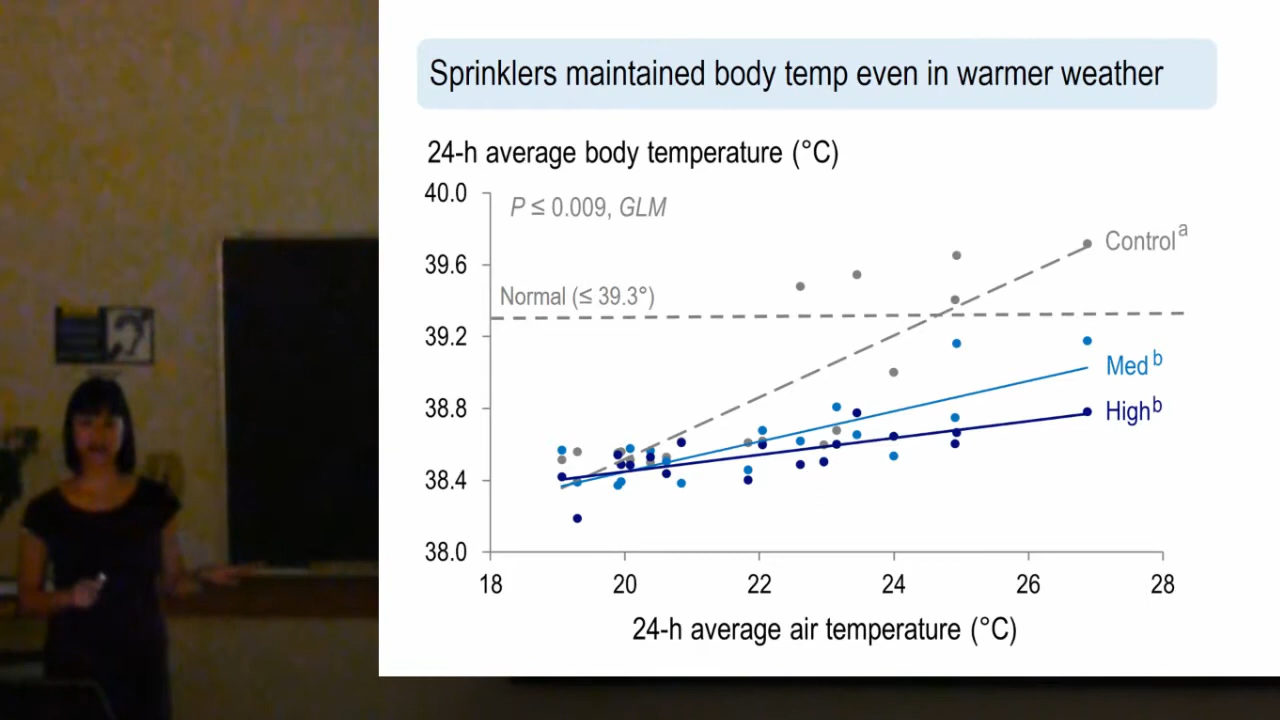 Sprinklers maintained body temp even in warmer weather
24-h average body temperature (°C)
40.0
P ≤ 0.009, GLM
Control a
39.6
Normal (≤ 39.3°)
39.2
Med b
38.8
High b
38.4
38.0
18 20 22 24 26 28
24-h average air temperature (°C)